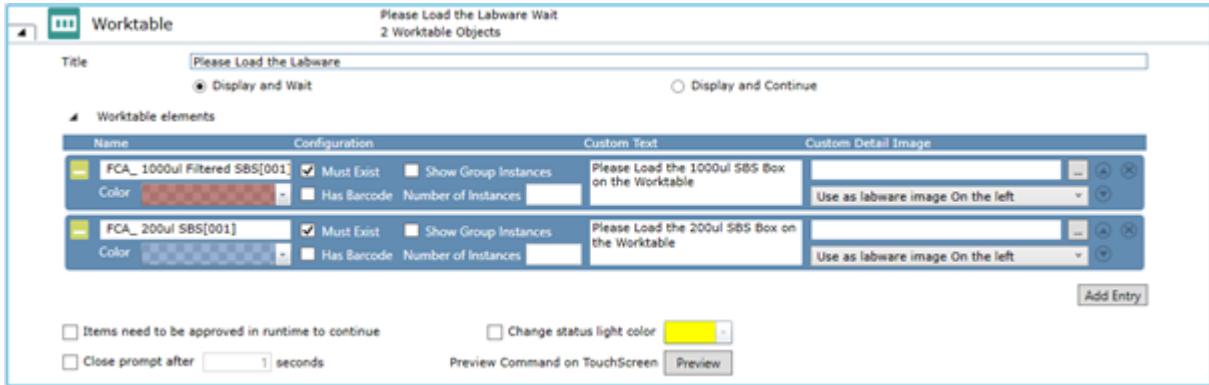 Worktable
Please Load the Labware Wait
2 Worktable Objects
Title
Please Load the Labware
Display and Wait
Display and Continue
Worktable elements
Name
Configuration
Custom Text
Custom Detail Image
FCA_ 1000ul Filtered SBS[001]
Must Exist
Show Group Instances
Please Load the 1000ul SBS Box
on the Worktable
...
Color
Has Barcode
Number of Instances
Use as labware image On the left
FCA_ 200ul SBS[001]
Must Exist
Show Group Instances
Please Load the 200ul SBS Box on
the Worktable
...
Color
Has Barcode
Number of Instances
Use as labware image On the left
Add Entry
Items need to be approved in runtime to continue
Change status light color
Close prompt after
1
seconds
Preview Command on TouchScreen
Preview